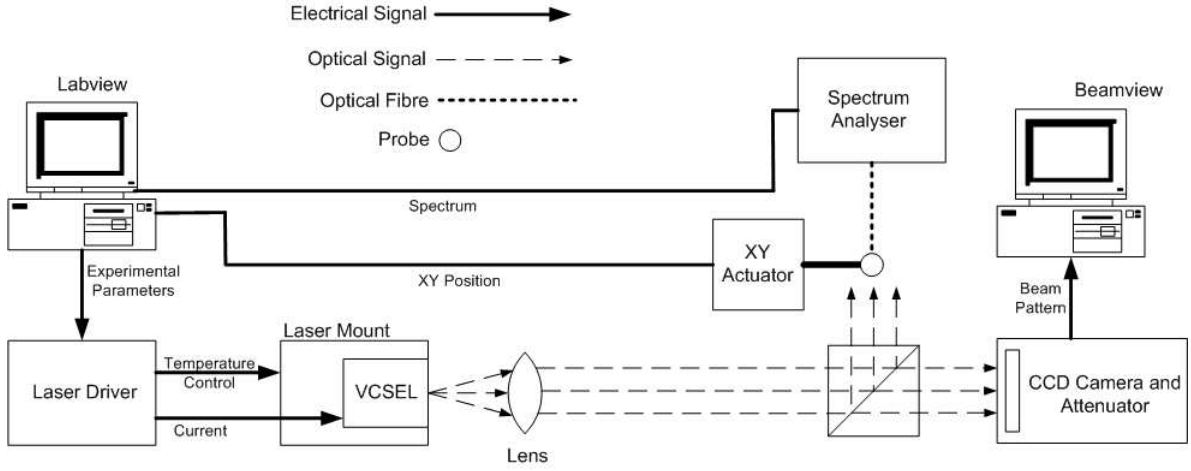 Electrical Signal
Optical Signal
Optical Fibre
Probe
Labview
Spectrum
Analyser
Beamview
Spectrum
XY
Actuator
XY Position
Experimental
Parameters
Beam
Pattern
Laser Mount
Laser Driver
Temperature
Control
Current
VCSEL
Lens
CCD Camera and
Attenuator